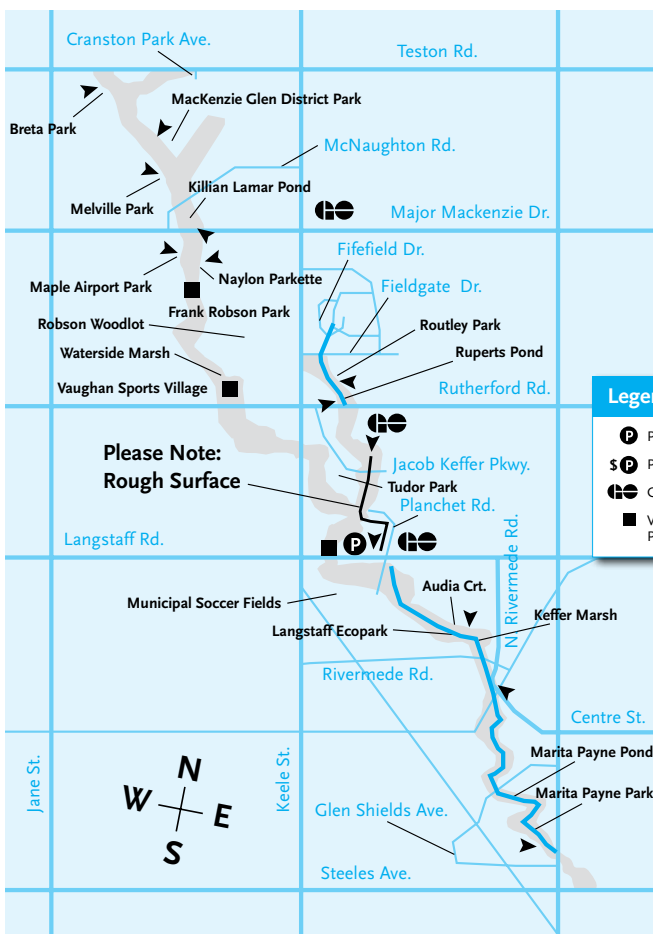 Cranston Park Ave.
Teston Rd.
MacKenzie Glen District Park
Breta Park
McNaughton Rd.
Killian Lamar Pond
Melville Park
Major Mackenzie Dr.
Fifefield Dr.
Naylon Parkette
Maple Airport Park
Fieldgate Dr.
Frank Robson Park
Robson Woodlot
Routley Park
Waterside Marsh
Ruperts Pond
Vaughan Sports Village
Rutherford Rd.
Lege
P P
$ P P
G
V
P
Please Note:
Rough Surface
Jacob Keffer Pkwy.
Tudor Park
Planchet Rd.
Langstaff Rd.
P
N. Rivermede Rd.
Audia Crt.
Municipal Soccer Fields
Keffer Marsh
Langstaff Ecopark
Rivermede Rd.
Centre St.
Marita Payne Pond
Jane St.
Keele St.
N
W E
S
Marita Payne Park
Glen Shields Ave.
Steeles Ave.